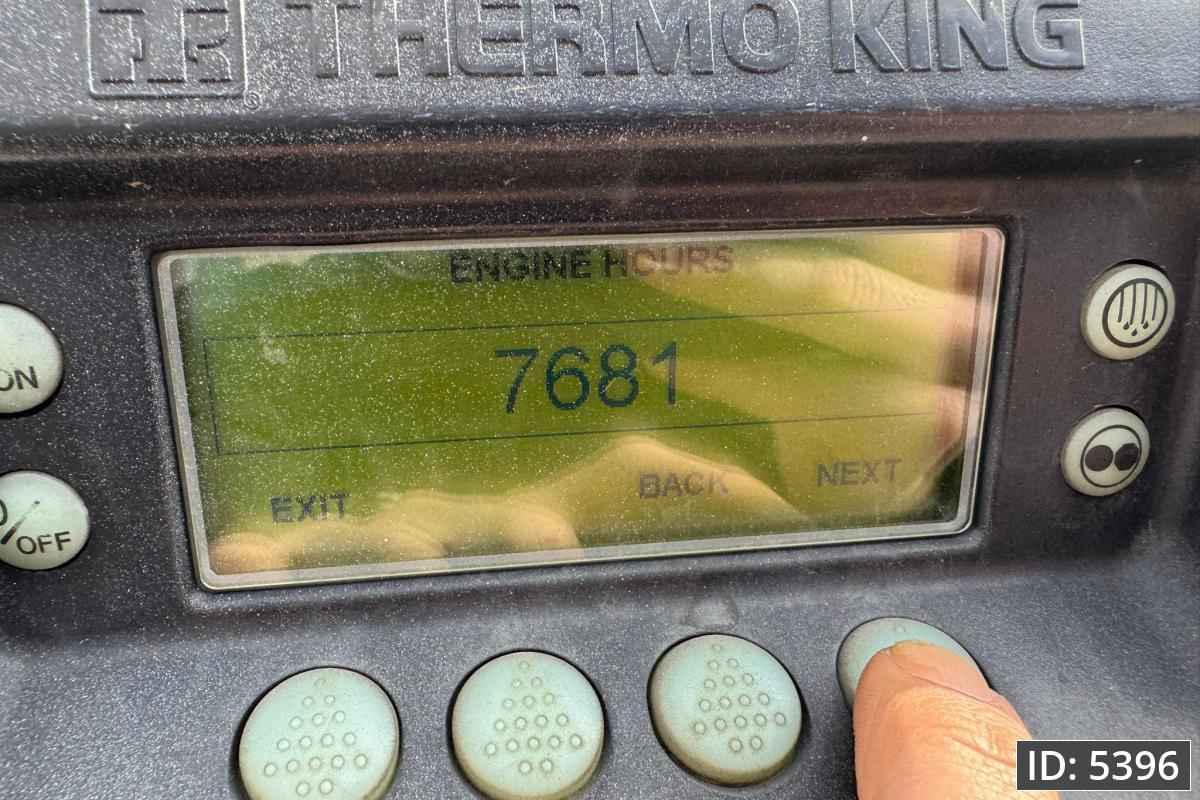 THERMO KING
®
ENGINE HOURS
7681
ON
EXIT
BACK
NEXT
O/OFF
ID: 5396